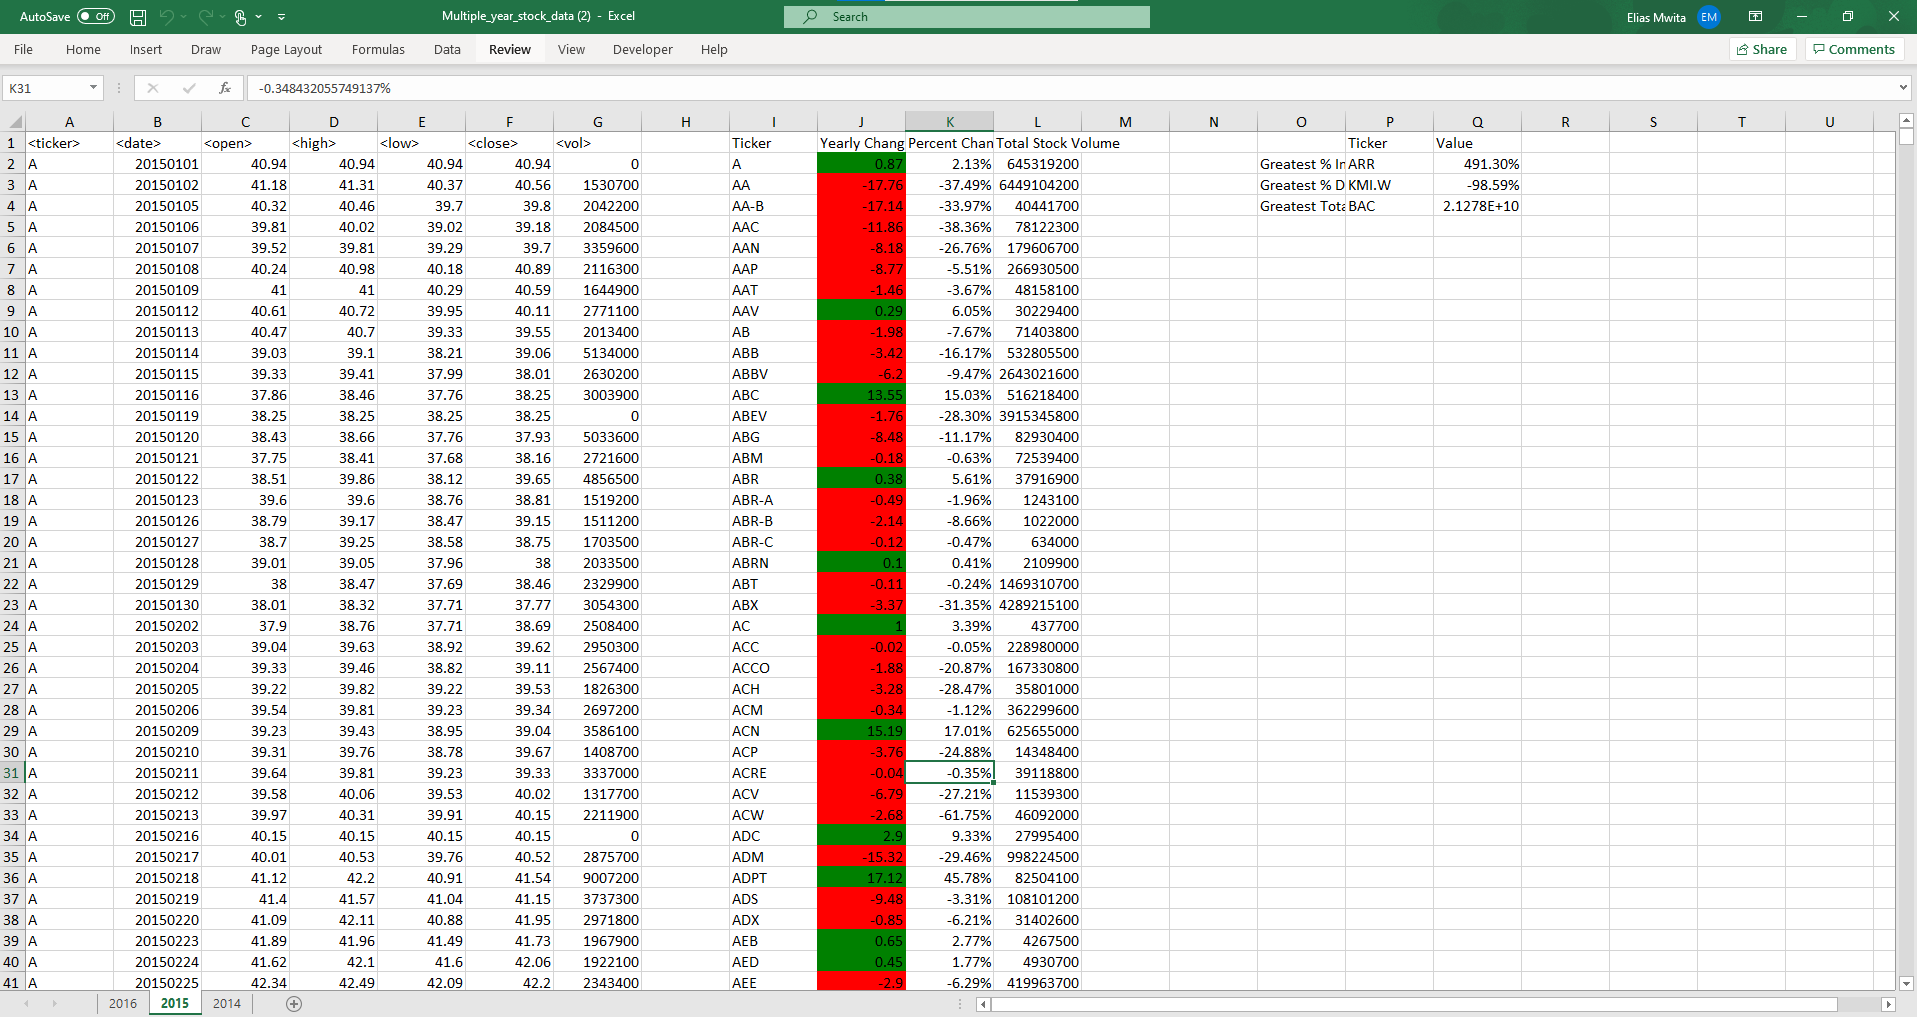 AutoSave Off Multiple_year_stock_data (2) - Excel Search Elias Mwita EM
File Home Insert Draw Page Layout Formulas Data Review View Developer Help Share Comments
K31 fx -0.348432055749137%
A B C D E F G H I J K L M N O P Q R S T U
1 <ticker> <date> <open> <high> <low> <close> <vol> Ticker Yearly Chang Percent Chan Total Stock Volume Ticker Value
2 A 20150101 40.94 40.94 40.94 40.94 0 A 0.87 2.13% 645319200 Greatest % In ARR 491.30%
3 A 20150102 41.18 41.31 40.37 40.56 1530700 AA -17.76 -37.49% 6449104200 Greatest % D KMI.W -98.59%
4 A 20150105 40.32 40.46 39.7 39.8 2042200 AA-B -17.14 -33.97% 40441700 Greatest Tota BAC 2.1278E+10
5 A 20150106 39.81 40.02 39.02 39.18 2084500 AAC -11.86 -38.36% 78122300
6 A 20150107 39.52 39.81 39.29 39.7 3359600 AAN -8.18 -26.76% 179606700
7 A 20150108 40.24 40.98 40.18 40.89 2116300 AAP -8.77 -5.51% 266930500
8 A 20150109 41 41 40.29 40.59 1644900 AAT -1.46 -3.67% 48158100
9 A 20150112 40.61 40.72 39.95 40.11 2771100 AAV 0.29 6.05% 30229400
10 A 20150113 40.47 40.7 39.33 39.55 2013400 AB -1.98 -7.67% 71403800
11 A 20150114 39.03 39.1 38.21 39.06 5134000 ABB -3.42 -16.17% 532805500
12 A 20150115 39.33 39.41 37.99 38.01 2630200 ABBV -6.2 -9.47% 2643021600
13 A 20150116 37.86 38.46 37.76 38.25 3003900 ABC 13.55 15.03% 516218400
14 A 20150119 38.25 38.25 38.25 38.25 0 ABEV -1.76 -28.30% 3915345800
15 A 20150120 38.43 38.66 37.76 37.93 5033600 ABG -8.48 -11.17% 82930400
16 A 20150121 37.75 38.41 37.68 38.16 2721600 ABM -0.18 -0.63% 72539400
17 A 20150122 38.51 39.86 38.12 39.65 4856500 ABR 0.38 5.61% 37916900
18 A 20150123 39.6 39.6 38.76 38.81 1519200 ABR-A -0.49 -1.96% 1243100
19 A 20150126 38.79 39.17 38.47 39.15 1511200 ABR-B -2.14 -8.66% 1022000
20 A 20150127 38.7 39.25 38.58 38.75 1703500 ABR-C -0.12 -0.47% 634000
21 A 20150128 39.01 39.05 37.96 38 2033500 ABRN 0.1 0.41% 2109900
22 A 20150129 38 38.47 37.69 38.46 2329900 ABT -0.11 -0.24% 1469310700
23 A 20150130 38.01 38.32 37.71 37.77 3054300 ABX -3.37 -31.35% 4289215100
24 A 20150202 37.9 38.76 37.71 38.69 2508400 AC 1 3.39% 437700
25 A 20150203 39.04 39.63 38.92 39.62 2950300 ACC -0.02 -0.05% 228980000
26 A 20150204 39.33 39.46 38.82 39.11 2567400 ACCO -1.88 -20.87% 167330800
27 A 20150205 39.22 39.82 39.22 39.53 1826300 ACH -3.28 -28.47% 35801000
28 A 20150206 39.54 39.81 39.23 39.34 2697200 ACM -0.34 -1.12% 362299600
29 A 20150209 39.23 39.43 38.95 39.04 3586100 ACN 15.19 17.01% 625655000
30 A 20150210 39.31 39.76 38.78 39.67 1408700 ACP -3.76 -24.88% 14348400
31 A 20150211 39.64 39.81 39.23 39.33 3337000 ACRE -0.04 -0.35% 39118800
32 A 20150212 39.58 40.06 39.53 40.02 1317700 ACV -6.79 -27.21% 11539300
33 A 20150213 39.97 40.31 39.91 40.15 2211900 ACW -2.68 -61.75% 46092000
34 A 20150216 40.15 40.15 40.15 40.15 0 ADC 2.9 9.33% 27995400
35 A 20150217 40.01 40.53 39.76 40.52 2875700 ADM -15.32 -29.46% 998224500
36 A 20150218 41.12 42.2 40.91 41.54 9007200 ADPT 17.12 45.78% 82504100
37 A 20150219 41.4 41.57 41.04 41.15 3737300 ADS -9.48 -3.31% 108101200
38 A 20150220 41.09 42.11 40.88 41.95 2971800 ADX -0.85 -6.21% 31402600
39 A 20150223 41.89 41.96 41.49 41.73 1967900 AEB 0.65 2.77% 4267500
40 A 20150224 41.62 42.1 41.6 42.06 1922100 AED 0.45 1.77% 4930700
41 A 20150225 42.34 42.49 42.09 42.2 2343400 AEE -2.9 -6.29% 419963700
2016 2015 2014